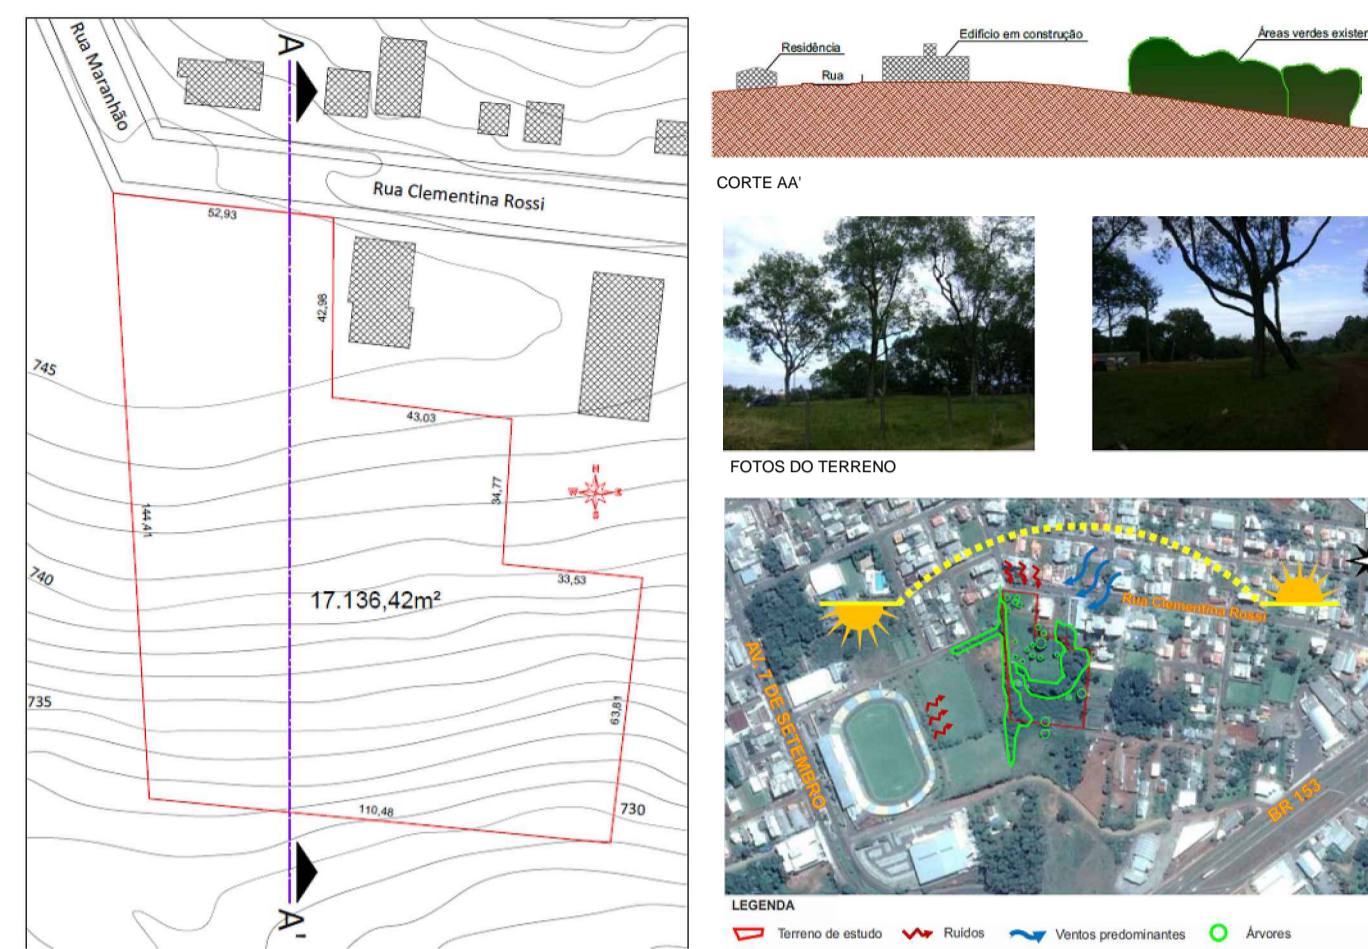 Rua Maranhão
A
Rua Clementina Rossi
52,93
42,98
745
43,03
34,77
N
W E
S
144,41
740
33,53
17.136,42m²
735
63,81
110,48
730
A'
Residência
Rua
Edifício em construção
CORTE AA'
FOTOS DO TERRENO
Rua Clementina Rossi
AV. 7 DE SETEMBRO
BR 153
LEGENDA
Terreno de estudo
Ruídos
Ventos predominantes
Árvores
Áreas verdes exister